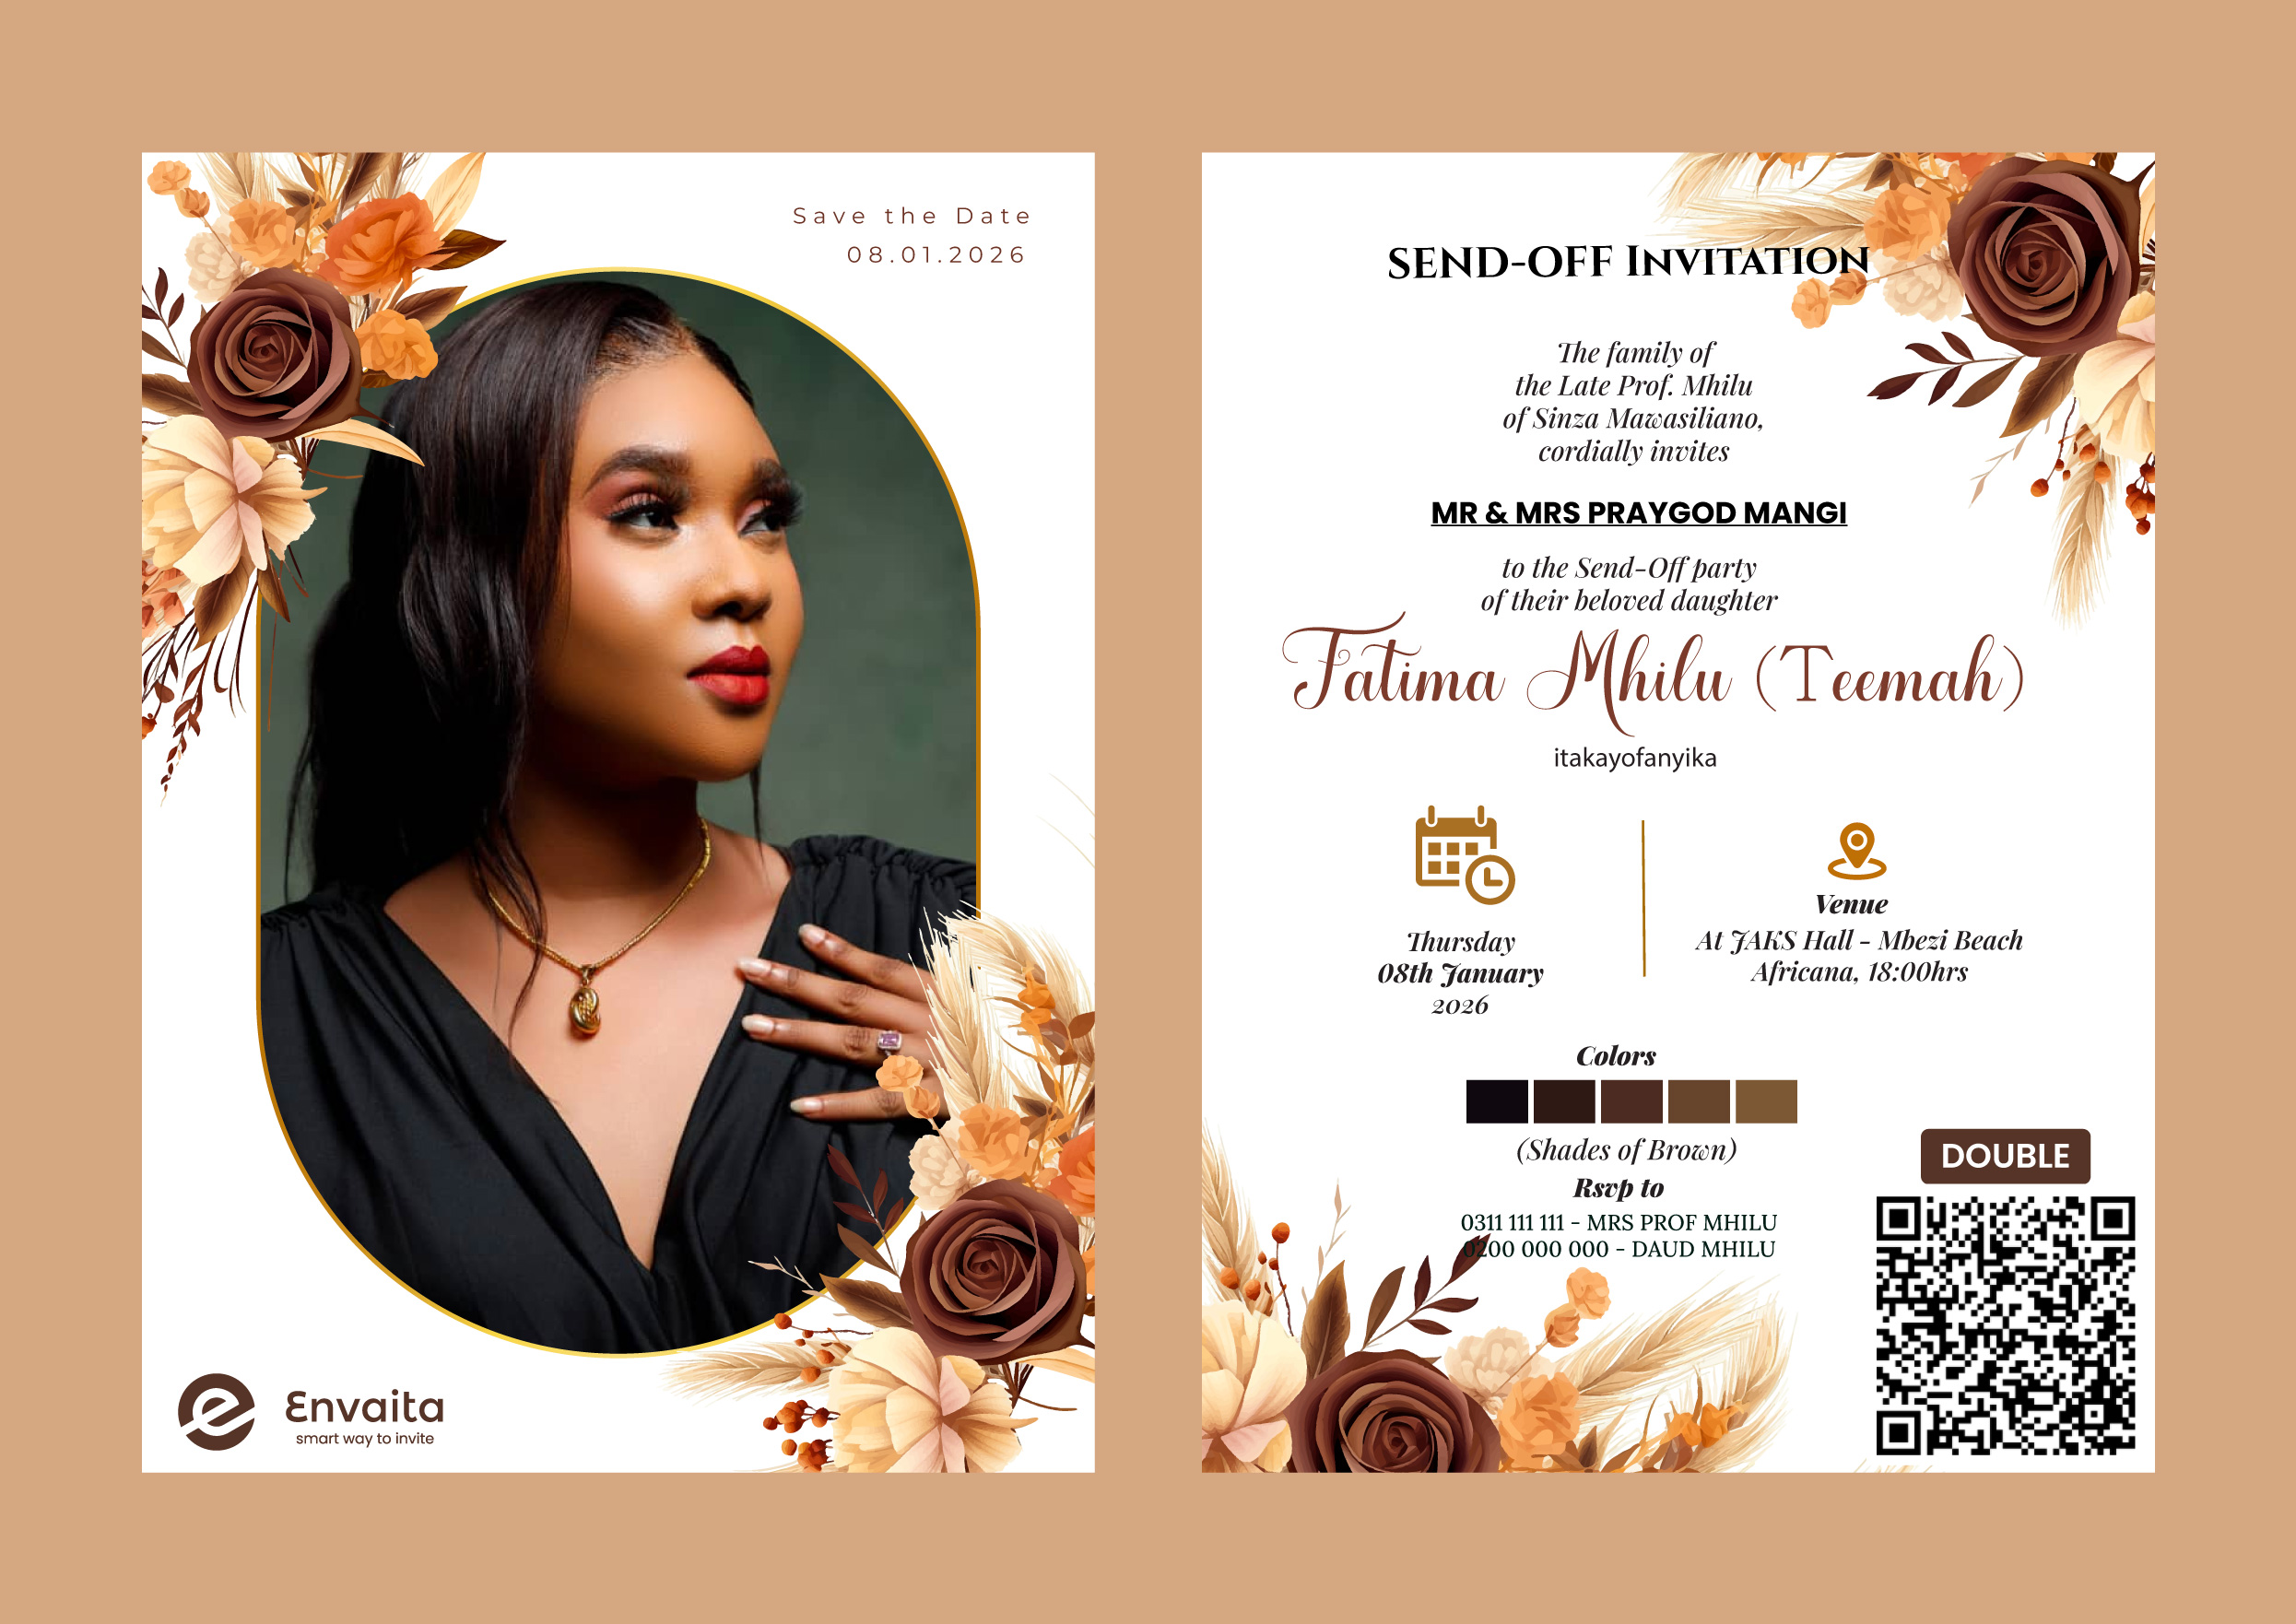 Save the Date
08.01.2026
Envaita
smart way to invite
SEND-OFF INVITATION
The family of
the Late Prof. Mhilu
of Sinza Mawasiliano,
cordially invites
MR & MRS PRAYGOD MANGI
to the Send-Off party
of their beloved daughter
Fatima Mhilu (Teemah)
itakayofanyika
Thursday
08th January
2026
Venue
At JAKS Hall - Mbezi Beach
Africana, 18:00hrs
Colors
(Shades of Brown)
Rsvp to
0311 111 111 - MRS PROF MHILU
0200 000 000 - DAUD MHILU
DOUBLE